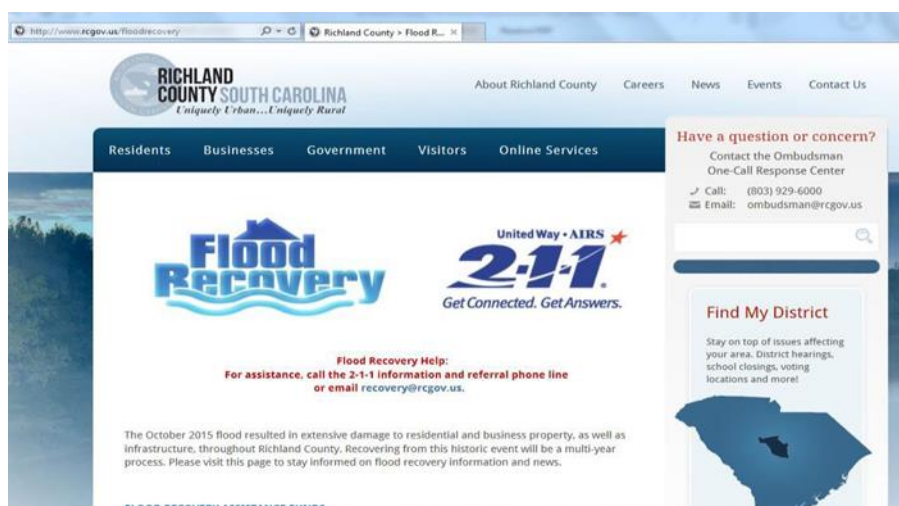 http://www.rcgov.us/floodrecovery
Richland County > Flood R...
RICHLAND
COUNTY SOUTH CAROLINA
Uniquely Urban...Uniquely Rural
About Richland County Careers News Events Contact Us
Residents Businesses Government Visitors Online Services
Have a question or concern?
Contact the Ombudsman
One-Call Response Center
Call: (803) 929-6000
Email: ombudsman@rcgov.us
Flood
Recovery
United Way • AIRS
2-1-1®
Get Connected. Get Answers.
Find My District
Stay on top of issues affecting
your area. District hearings,
school closings, voting
locations and more!
Flood Recovery Help:
For assistance, call the 2-1-1 information and referral phone line
or email recovery@rcgov.us.
The October 2015 flood resulted in extensive damage to residential and business property, as well as
infrastructure, throughout Richland County. Recovering from this historic event will be a multi-year
process. Please visit this page to stay informed on flood recovery information and news.
FLOOD RECOVERY ASSISTANCE FUNDS